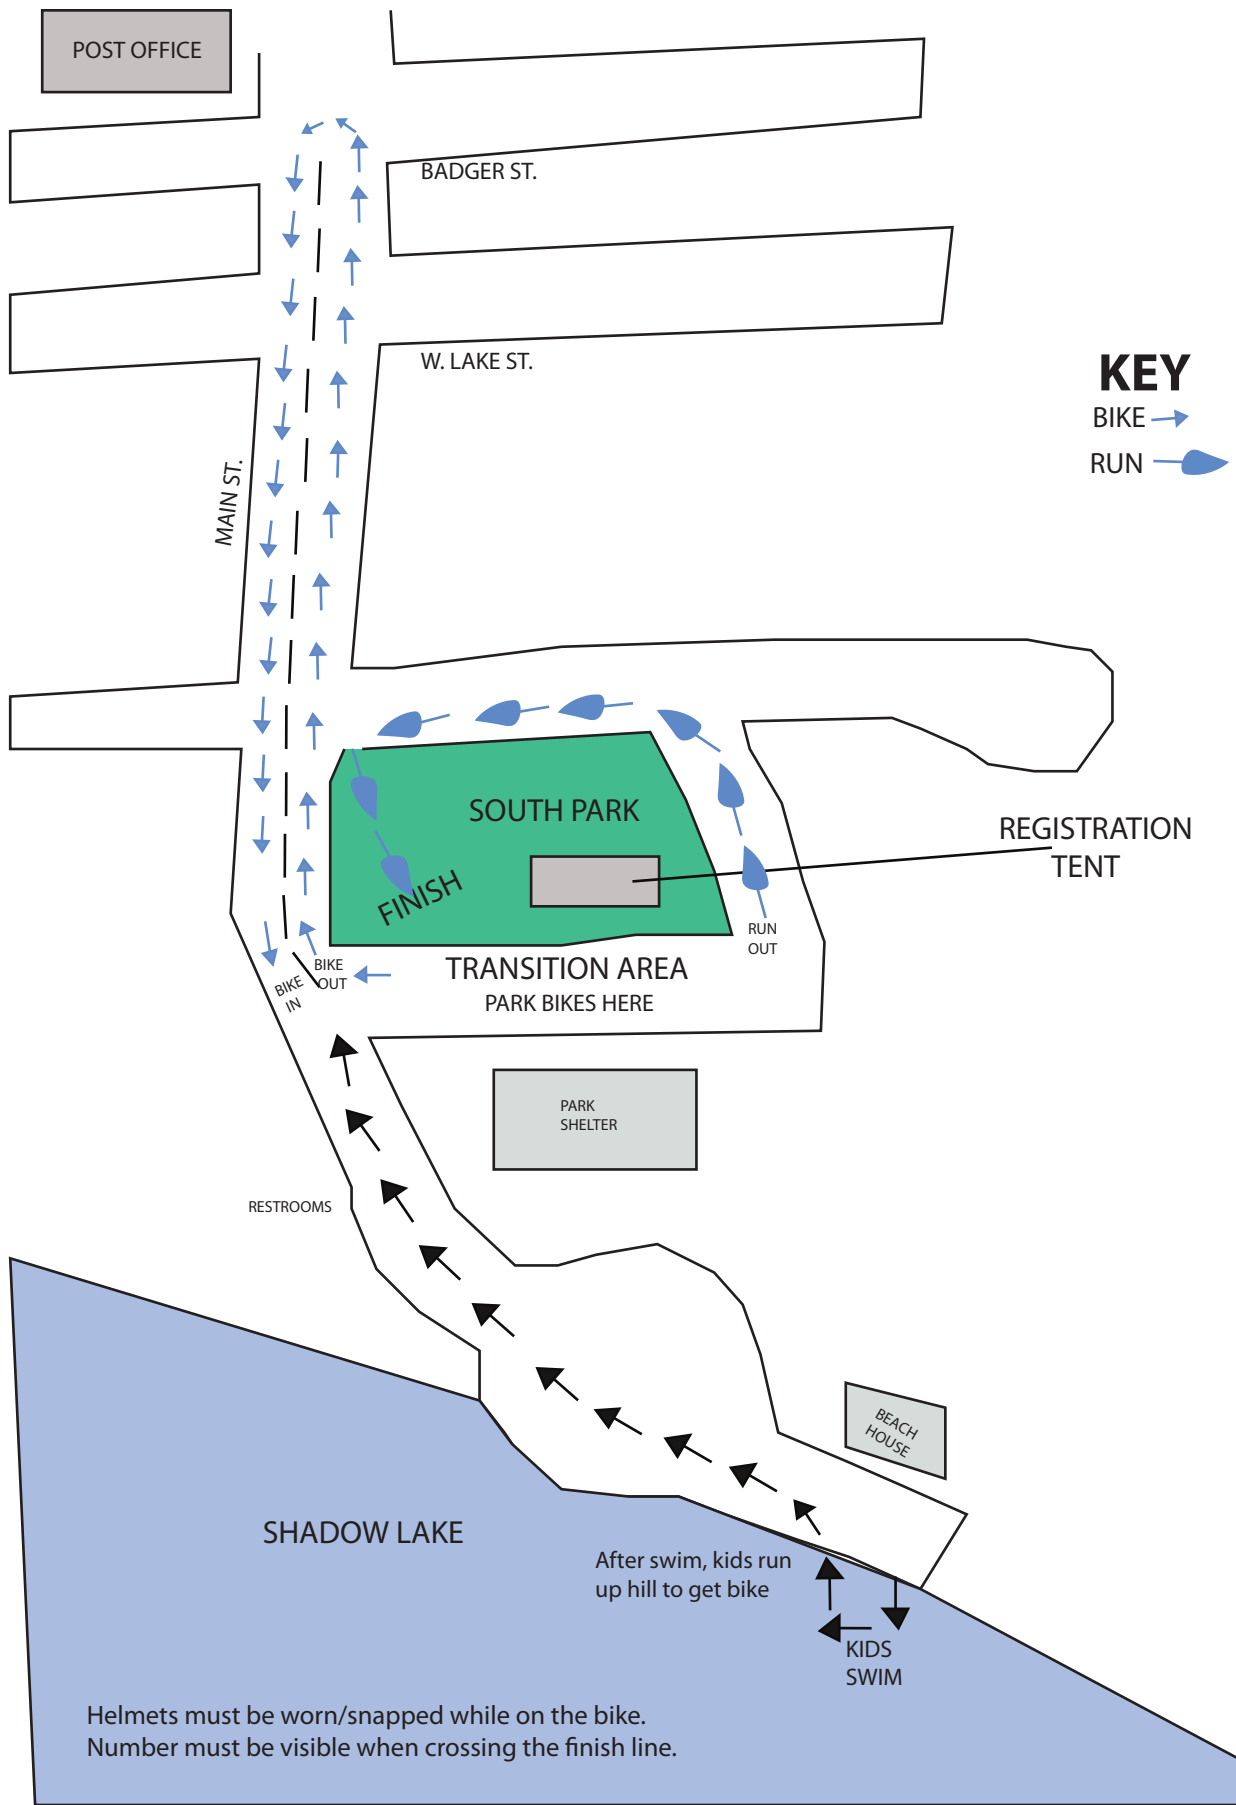 POST OFFICE
BADGER ST.
W. LAKE ST.
KEY
BIKE
RUN
MAIN ST.
SOUTH PARK
REGISTRATION
TENT
FINISH
RUN
OUT
BIKE
OUT
BIKE
IN
TRANSITION AREA
PARK BIKES HERE
PARK
SHELTER
RESTROOMS
BEACH
HOUSE
SHADOW LAKE
After swim, kids run
up hill to get bike
KIDS
SWIM
Helmets must be worn/snapped while on the bike.
Number must be visible when crossing the finish line.